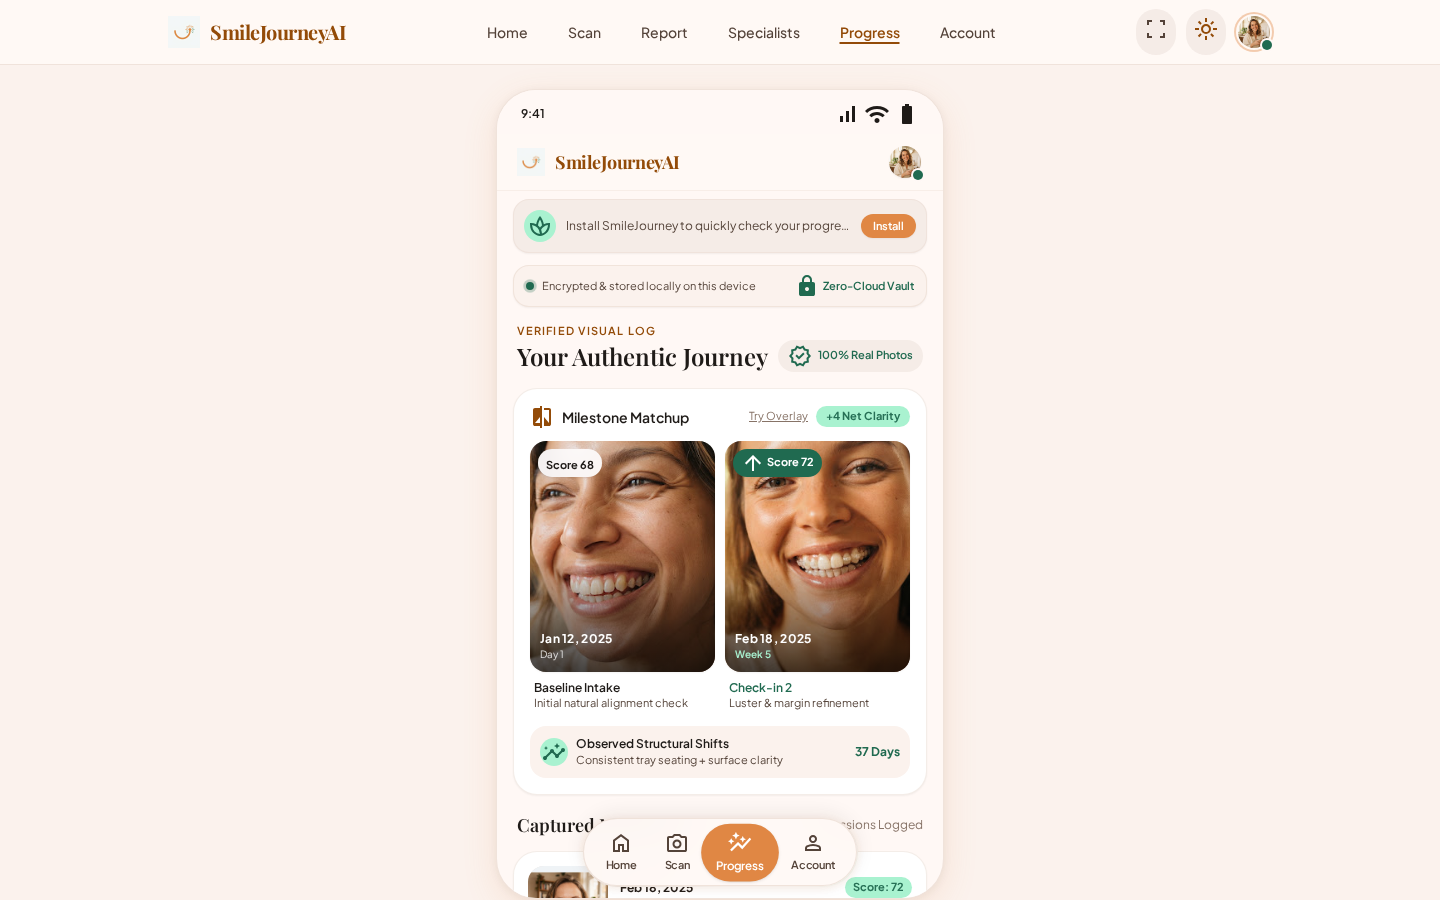 SmileJourneyAI
Home
Scan
Report
Specialists
Progress
Account
9:41
SmileJourneyAI
Install SmileJourney to quickly check your progre...
Install
Encrypted & stored locally on this device
Zero-Cloud Vault
VERIFIED VISUAL LOG
Your Authentic Journey
100% Real Photos
Milestone Matchup
Try Overlay
+4 Net Clarity
Score 68
Score 72
Jan 12, 2025
Day 1
Feb 18, 2025
Week 5
Baseline Intake
Initial natural alignment check
Check-in 2
Luster & margin refinement
Observed Structural Shifts
Consistent tray seating + surface clarity
37 Days
Captured
Logged
Home
Scan
Progress
Account
Feb 18, 2025
Score: 72